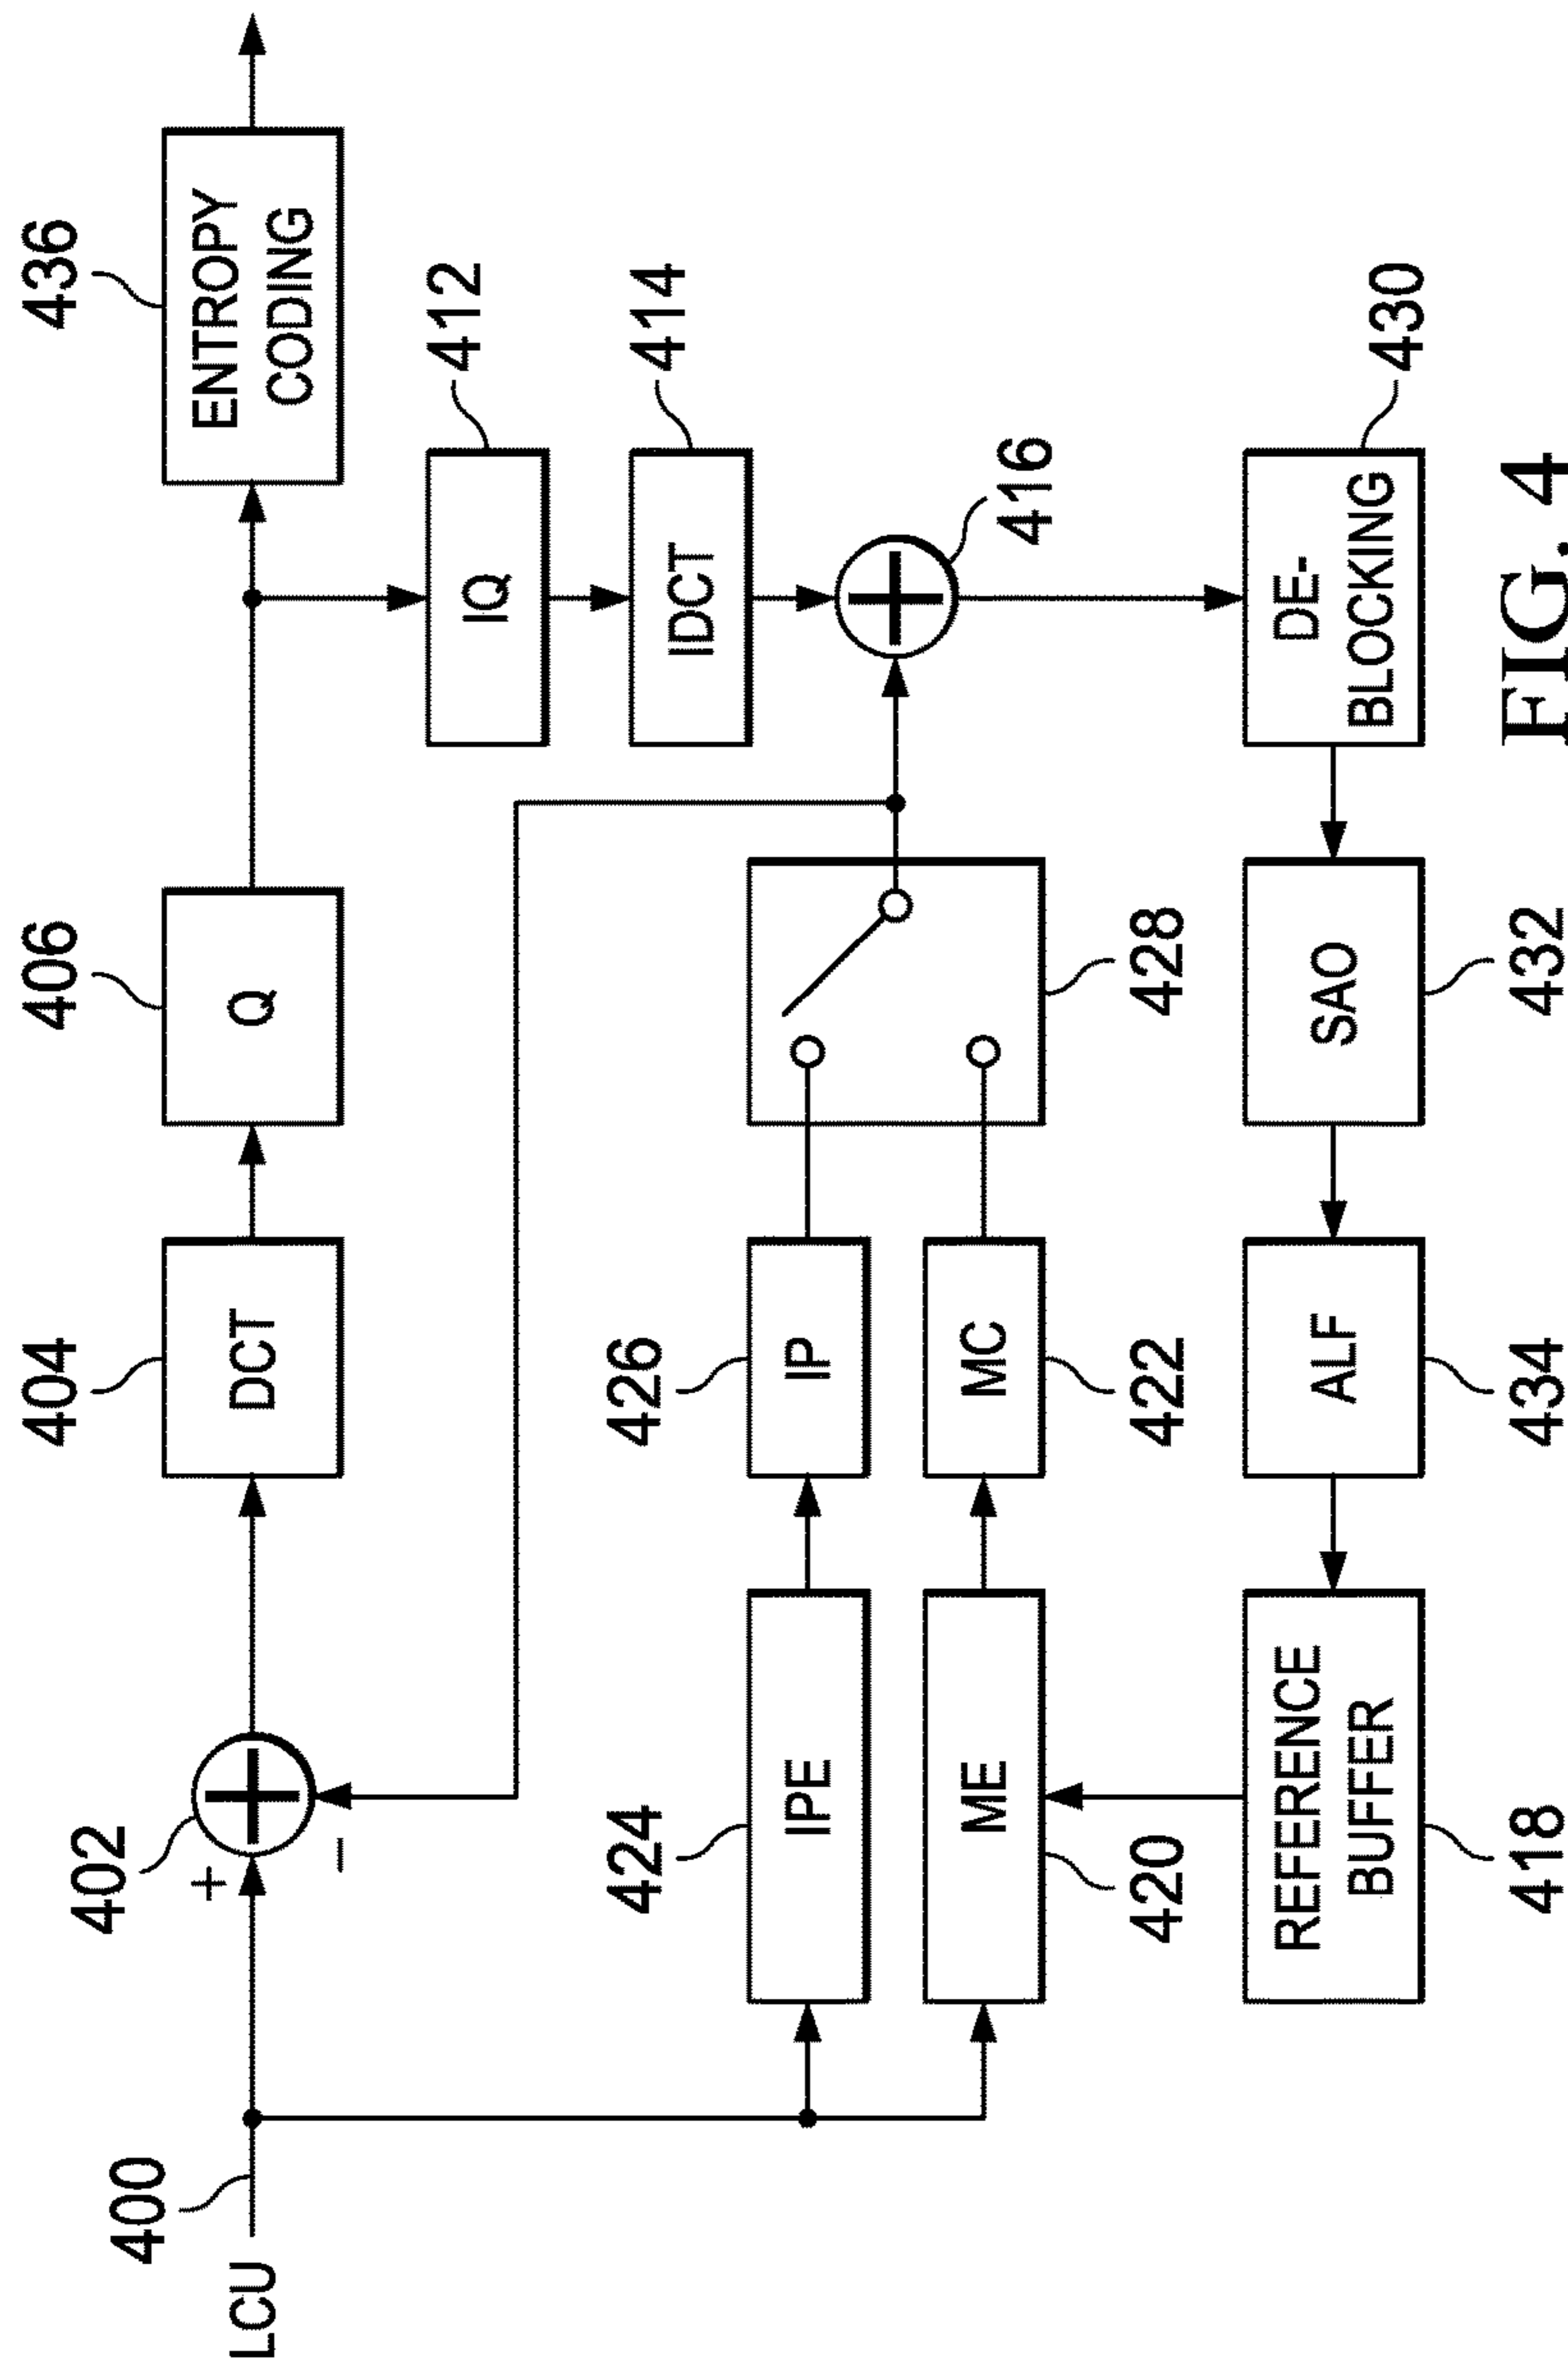 436
ENTROPY
CODING
406
Q
404
DCT
402
+
−
400
LCU
412
IQ
414
IDCT
416
426
IP
424
IPE
428
422
MC
420
ME
430
DE-
BLOCKING
432
SAO
434
ALF
418
REFERENCE
BUFFER
FIG. 4